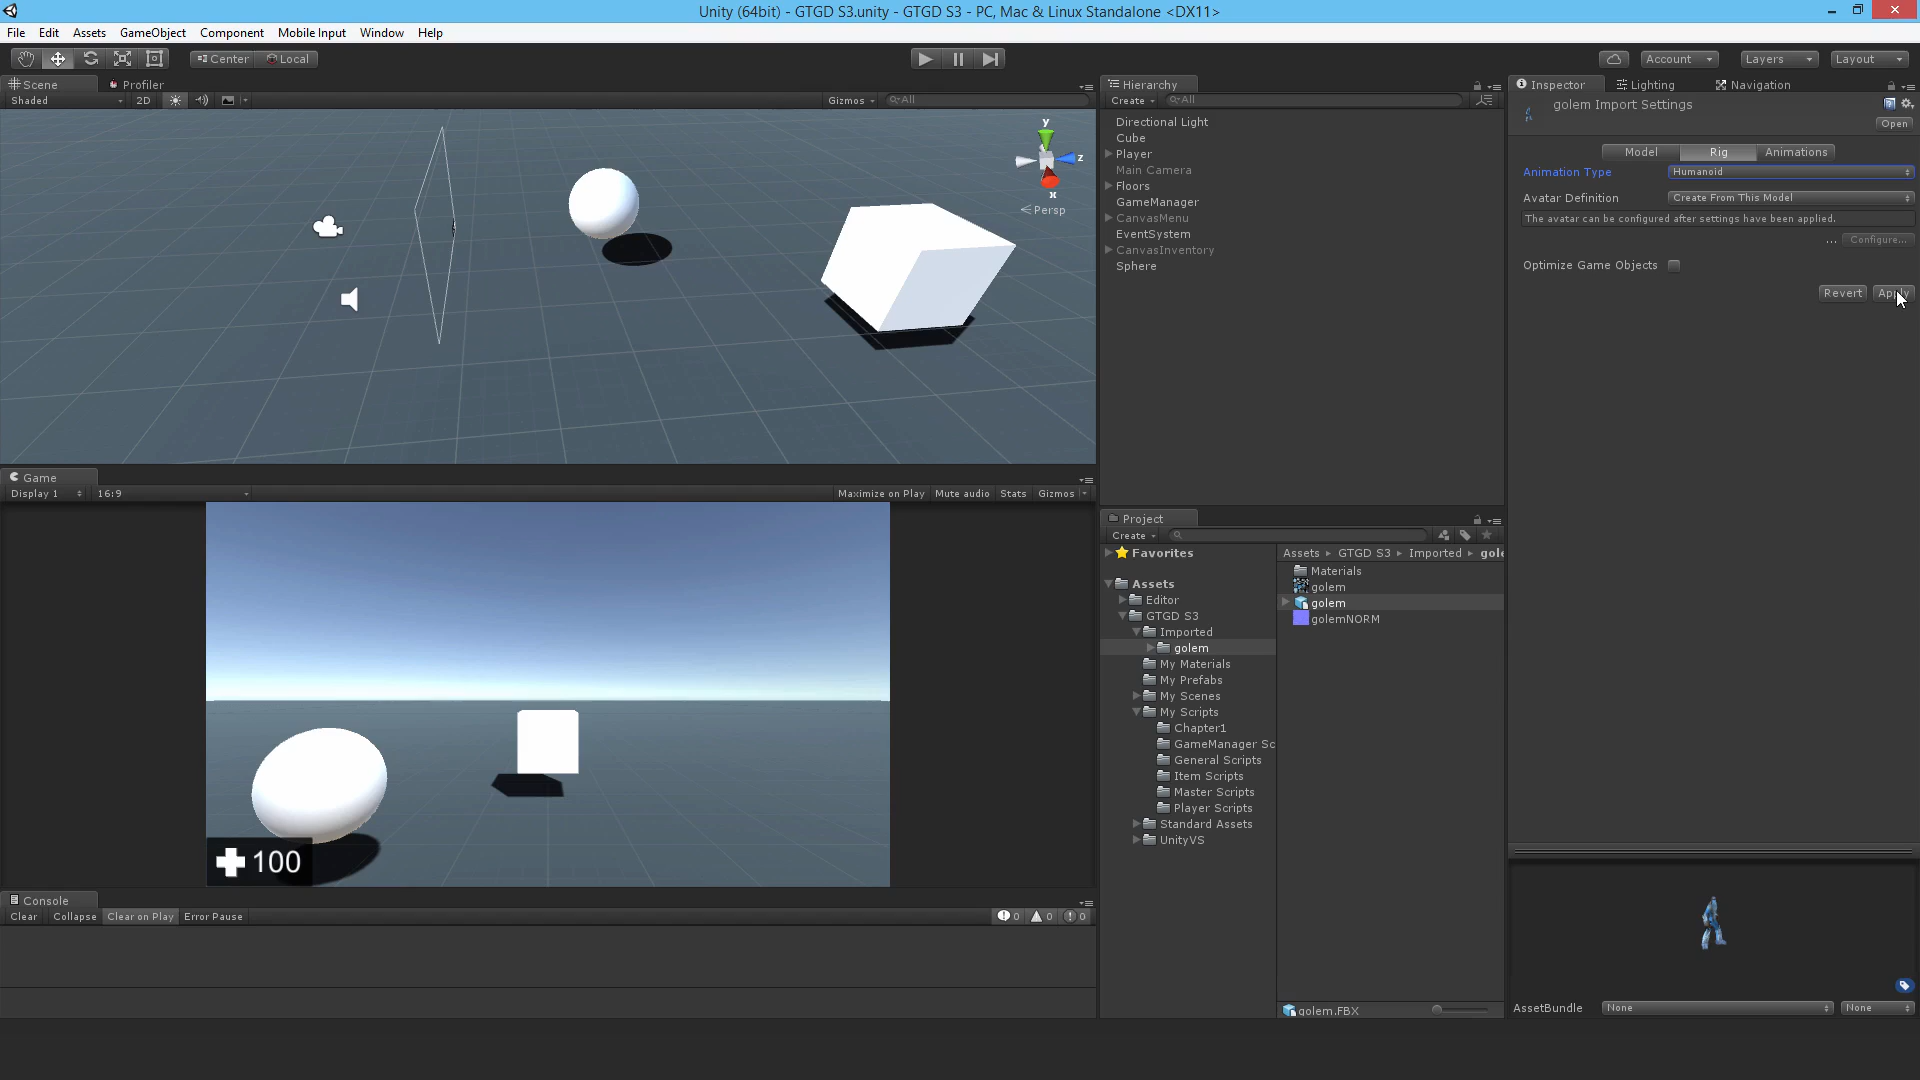 Unity (64bit) - GTGD S3.unity - GTGD S3 - PC, Mac & Linux Standalone <DX11>
File Edit Assets GameObject Component Mobile Input Window Help
Center Local Account Layers Layout
Scene Profiler
Shaded 2D Gizmos All
y
z
x
Persp
Game
Display 1 16:9 Maximize on Play Mute audio Stats Gizmos
100
Console
Clear Collapse Clear on Play Error Pause 0 0 0
Hierarchy
Create All
Directional Light
Cube
Player
Main Camera
Floors
GameManager
CanvasMenu
EventSystem
CanvasInventory
Sphere
Project
Create
Favorites
Assets
Editor
GTGD S3
Imported
golem
My Materials
My Prefabs
My Scenes
My Scripts
Chapter1
GameManager Sc
General Scripts
Item Scripts
Master Scripts
Player Scripts
Standard Assets
UnityVS
Assets GTGD S3 Imported gole
Materials
golem
golem
golemNORM
golem.FBX
Inspector Lighting Navigation
golem Import Settings
Open
Model Rig Animations
Animation Type Humanoid
Avatar Definition Create From This Model
The avatar can be configured after settings have been applied.
... Configure...
Optimize Game Objects
Revert Apply
AssetBundle None None